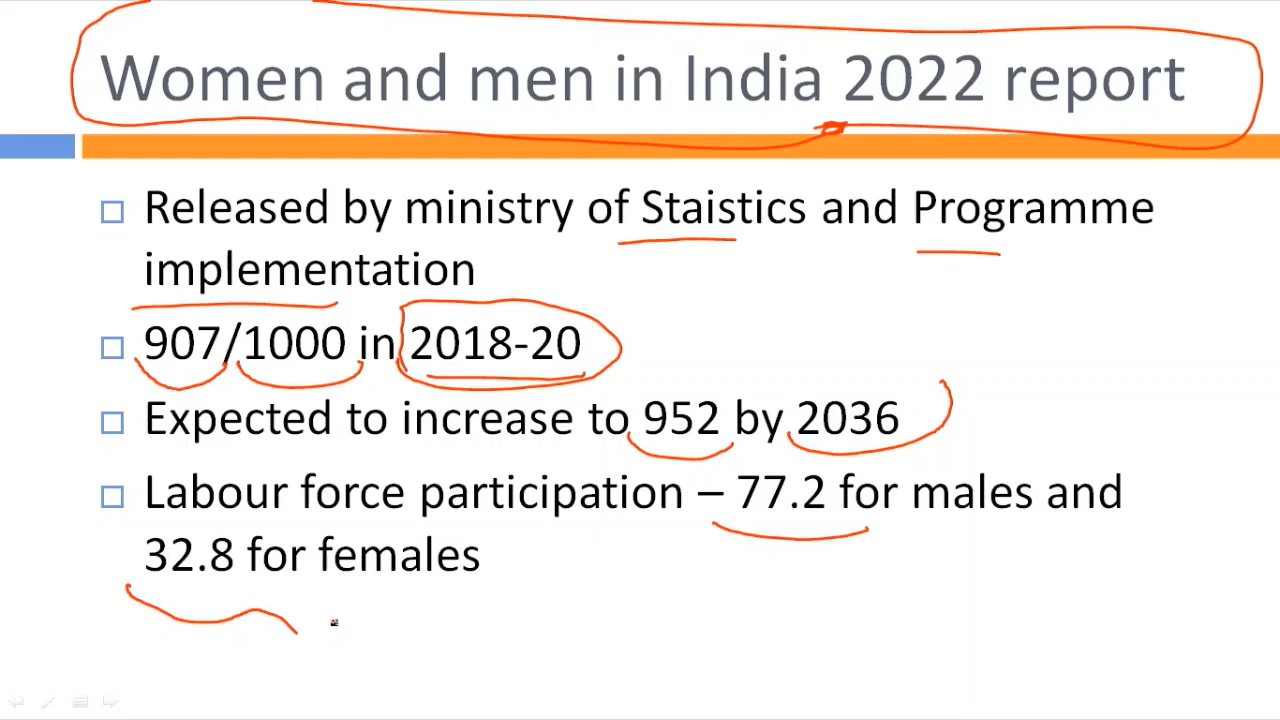 Women and men in India 2022 report
Released by ministry of Staistics and Programme
implementation
907/1000 in 2018-20
Expected to increase to 952 by 2036
Labour force participation – 77.2 for males and
32.8 for females